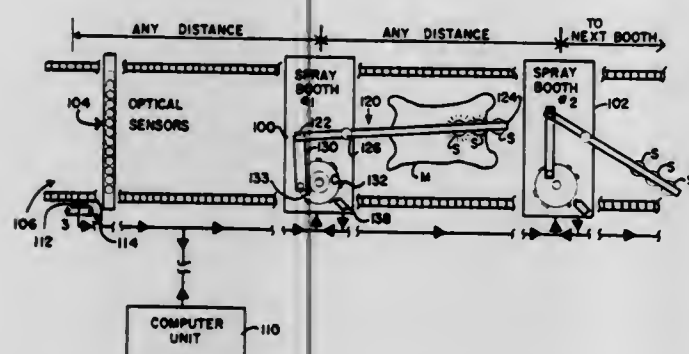 ANY DISTANCE
ANY DISTANCE
TO
NEXT BOOTH
104
OPTICAL
SENSORS
SPRAY
BOOTH
#1
100
122
130
120
126
124
S
S
S
M
133
132
138
SPRAY
BOOTH
#2
102
S
S
S
106
112
3
114
COMPUTER
UNIT
110